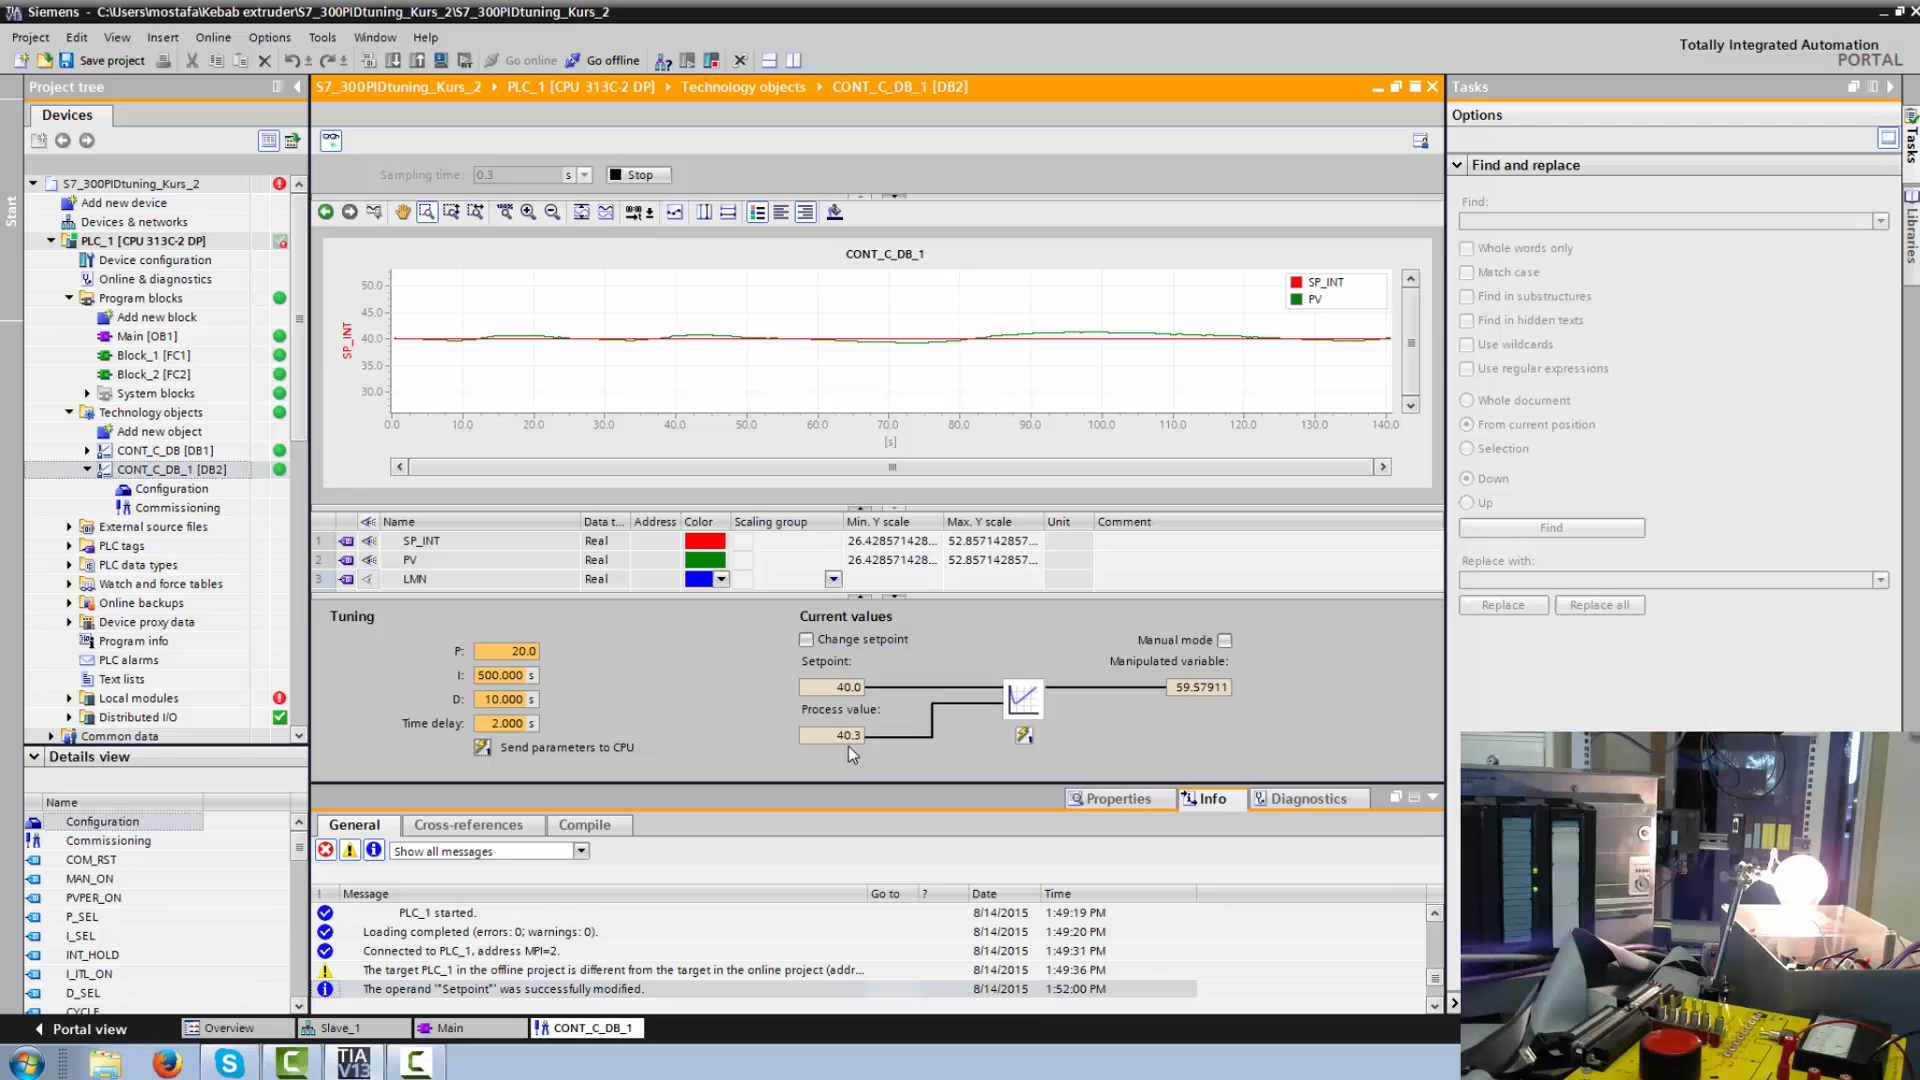 Siemens - C:\Users\mostafa\Kebab extruder\S7_300PIDtuning_Kurs_2\S7_300PIDtuning_Kurs_2
Project Edit View Insert Online Options Tools Window Help
Totally Integrated Automation
PORTAL
Save project
Go online
Go offline
Project tree
S7_300PIDtuning_Kurs_2 PLC_1 [CPU 313C-2 DP] Technology objects CONT_C_DB_1 [DB2]
Tasks
Devices
Options
Find and replace
Start
Tasks
Libraries
Sampling time: 0.3 s Stop
S7_300PIDtuning_Kurs_2
Add new device
Devices & networks
PLC_1 [CPU 313C-2 DP]
Device configuration
Online & diagnostics
Program blocks
Add new block
Main [OB1]
Block_1 [FC1]
Block_2 [FC2]
System blocks
Technology objects
Add new object
CONT_C_DB [DB1]
CONT_C_DB_1 [DB2]
Configuration
Commissioning
External source files
PLC tags
PLC data types
Watch and force tables
Online backups
Device proxy data
Program info
PLC alarms
Text lists
Local modules
Distributed I/O
Common data
CONT_C_DB_1
SP_INT
50.0
45.0
40.0
35.0
30.0
SP_INT
PV
0.0 10.0 20.0 30.0 40.0 50.0 60.0 70.0 80.0 90.0 100.0 110.0 120.0 130.0 140.0
[s]
Name Data t... Address Color Scaling group Min. Y scale Max. Y scale Unit Comment
1 SP_INT Real 26.428571428... 52.857142857...
2 PV Real 26.428571428... 52.857142857...
3 LMN Real
Tuning
P: 20.0
I: 500.000 s
D: 10.000 s
Time delay: 2.000 s
Send parameters to CPU
Current values
Change setpoint
Setpoint:
40.0
Process value:
40.3
Manual mode
Manipulated variable:
59.57911
Find:
Whole words only
Match case
Find in substructures
Find in hidden texts
Use wildcards
Use regular expressions
Whole document
From current position
Selection
Down
Up
Find
Replace with:
Replace Replace all
Details view
Name
Configuration
Commissioning
COM_RST
MAN_ON
PVPER_ON
P_SEL
I_SEL
INT_HOLD
I_ITL_ON
D_SEL
CYCLE
Properties Info Diagnostics
General Cross-references Compile
Show all messages
! Message Go to ? Date Time
PLC_1 started. 8/14/2015 1:49:19 PM
Loading completed (errors: 0; warnings: 0). 8/14/2015 1:49:20 PM
Connected to PLC_1, address MPI=2. 8/14/2015 1:49:31 PM
The target PLC_1 in the offline project is different from the target in the online project (addr... 8/14/2015 1:49:36 PM
The operand '"Setpoint"' was successfully modified. 8/14/2015 1:52:00 PM
Portal view Overview Slave_1 Main CONT_C_DB_1
TIA
V13